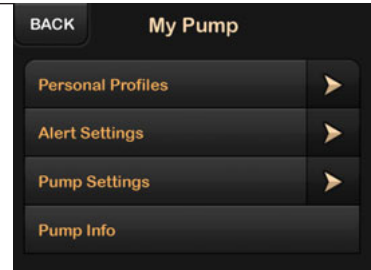 BACK
My Pump
Personal Profiles
Alert Settings
Pump Settings
Pump Info